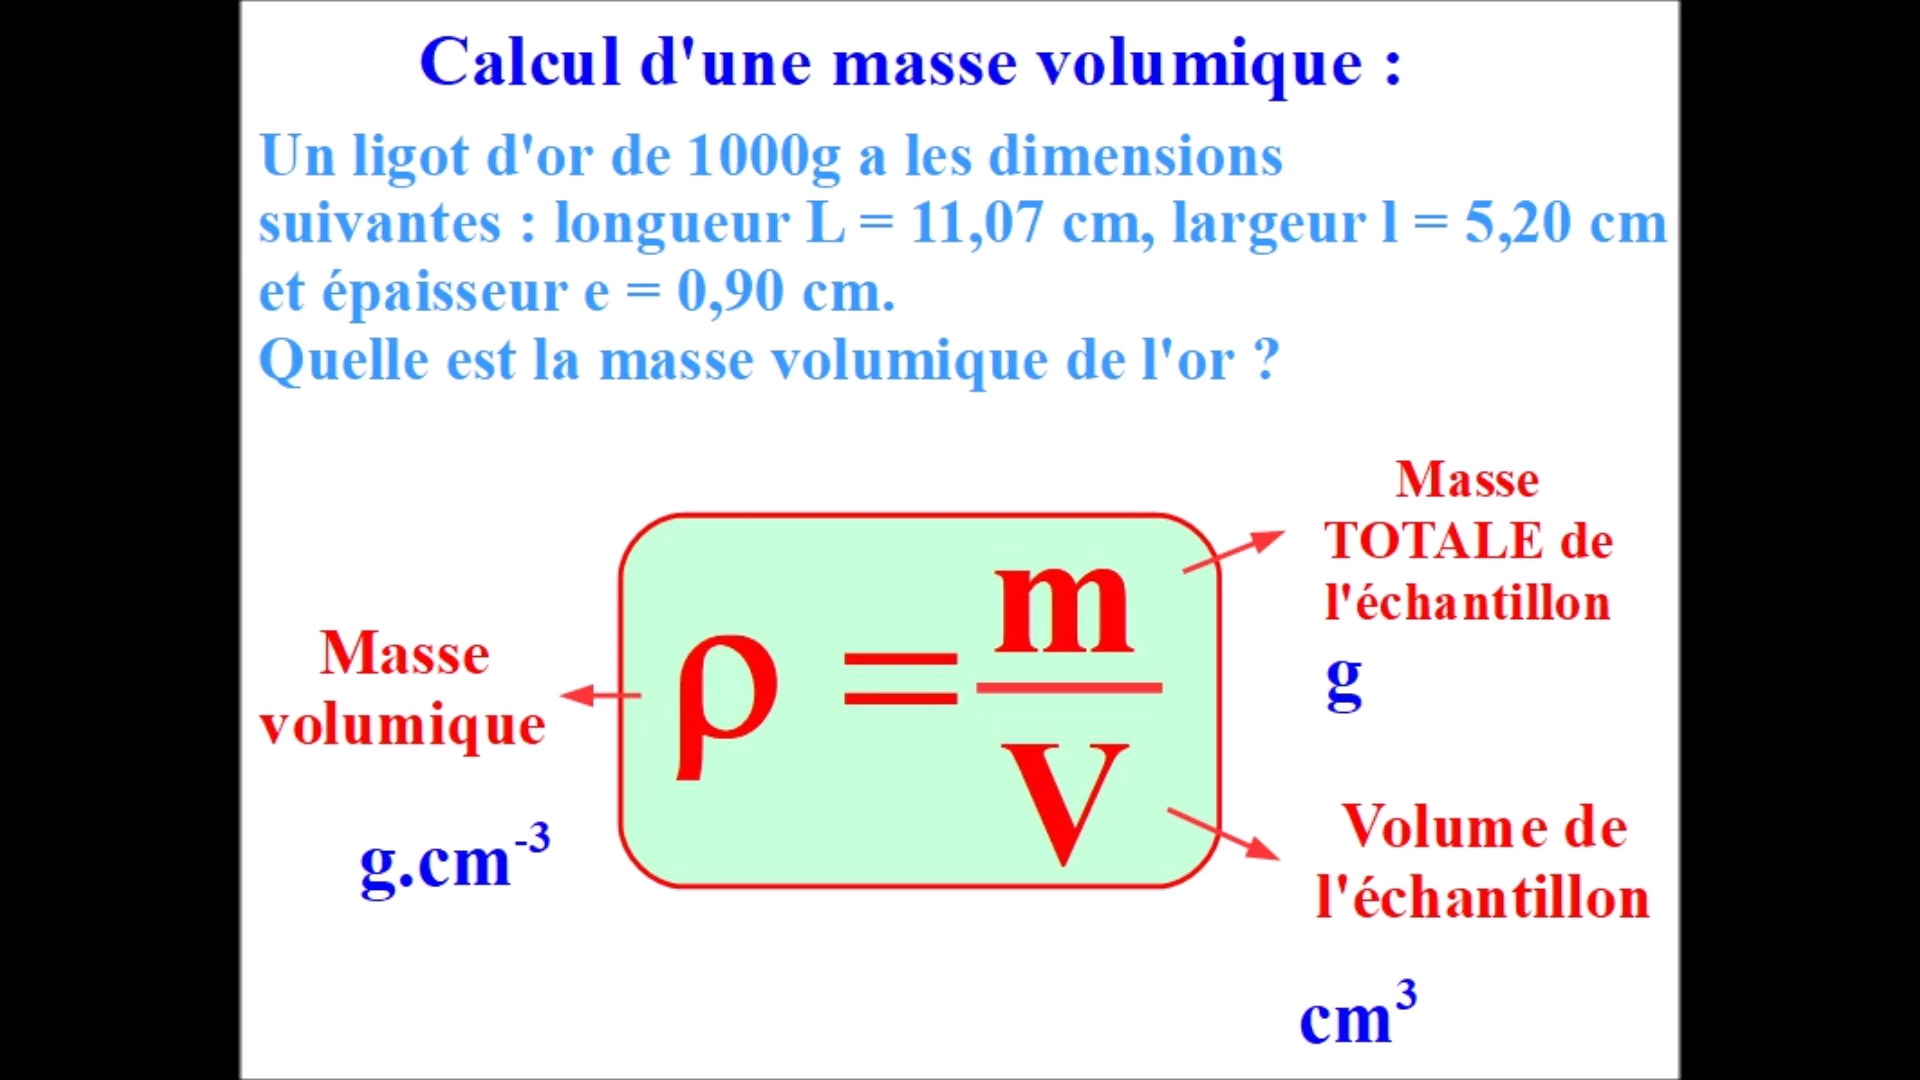 Calcul d'une masse volumique :
Un ligot d'or de 1000g a les dimensions
suivantes : longueur L = 11,07 cm, largeur l = 5,20 cm
et épaisseur e = 0,90 cm.
Quelle est la masse volumique de l'or ?
Masse
TOTALE de
l'échantillon
g
Masse
volumique
g.cm⁻³
ρ = m
V
Volume de
l'échantillon
cm³